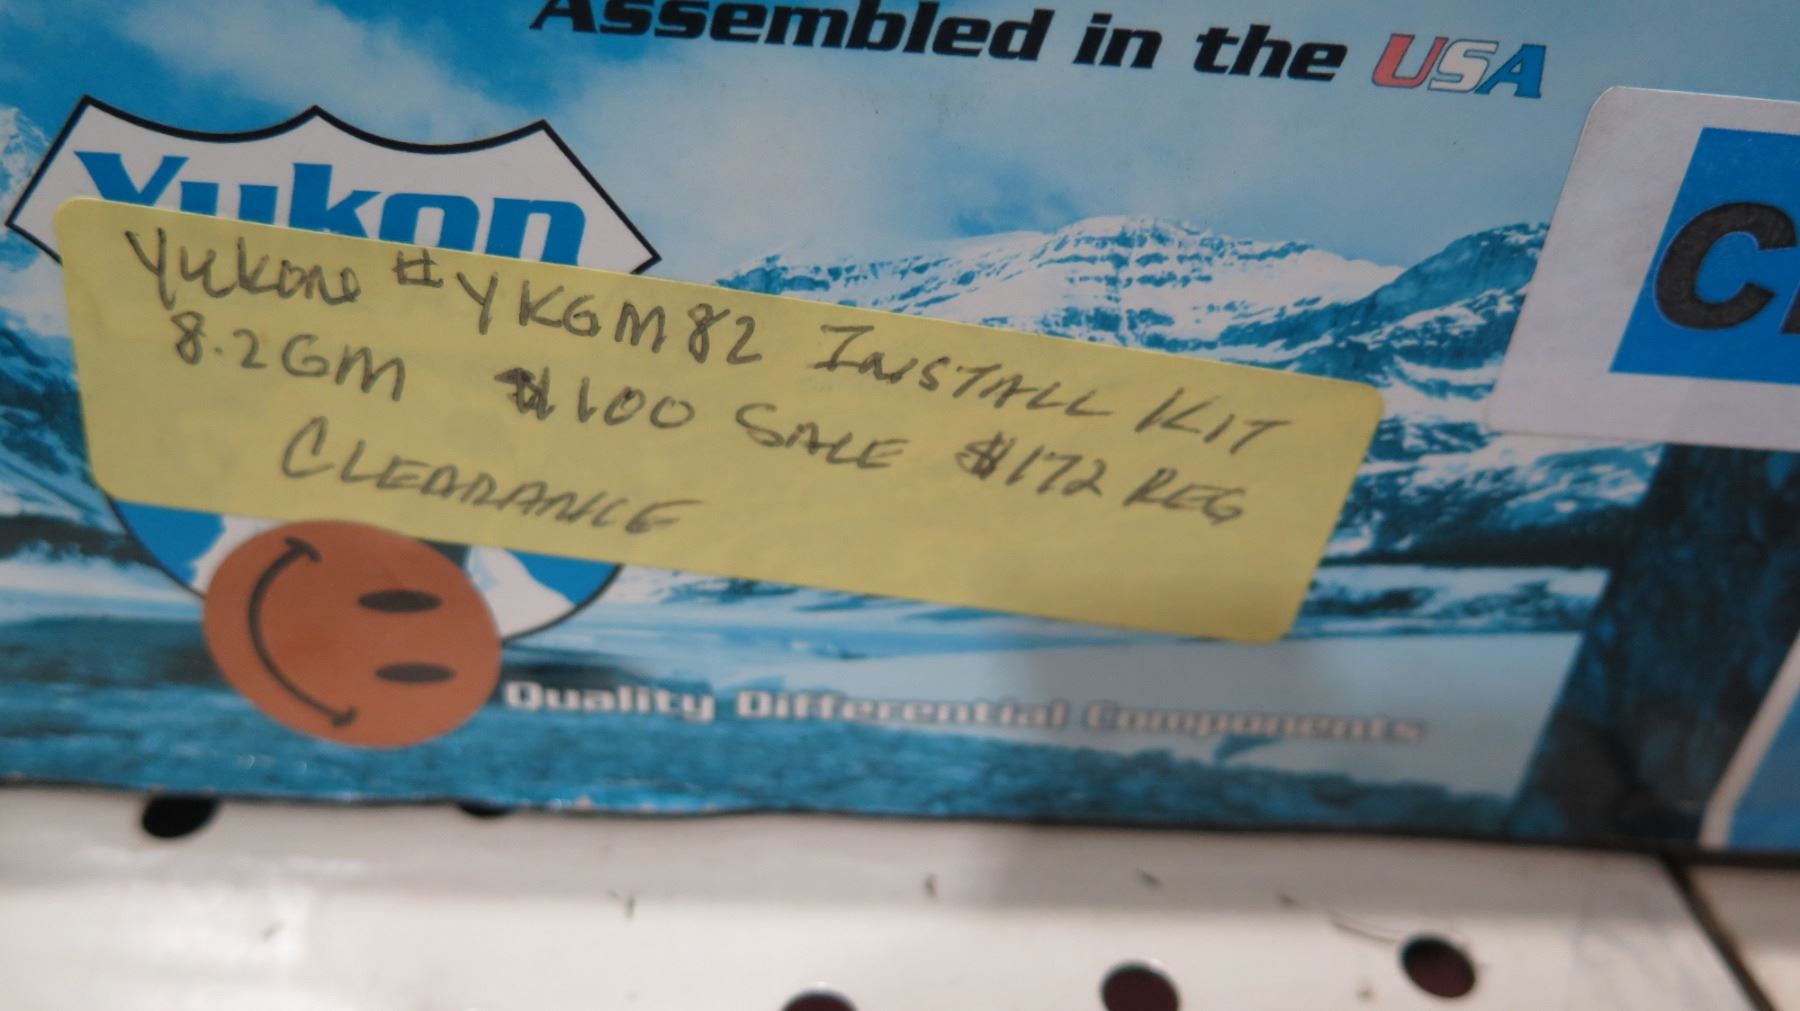 Assembled in the USA
Yukon
Yukon #YKGM82 INSTALL KIT
8.2GM $100 SALE $172 REG
CLEARANCE
Quality Differential Components